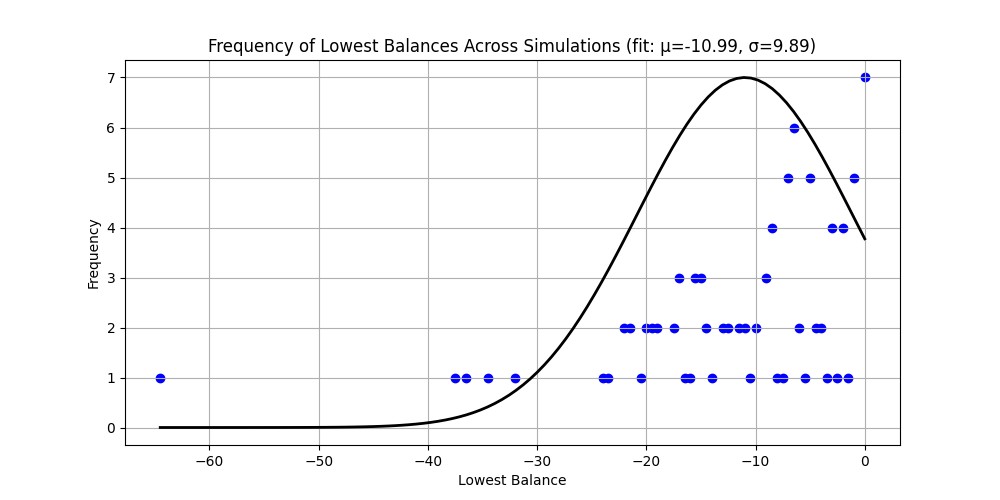 Frequency of Lowest Balances Across Simulations (fit: μ=-10.99, σ=9.89)
Frequency
7
6
5
4
3
2
1
0
−60 −50 −40 −30 −20 −10 0
Lowest Balance